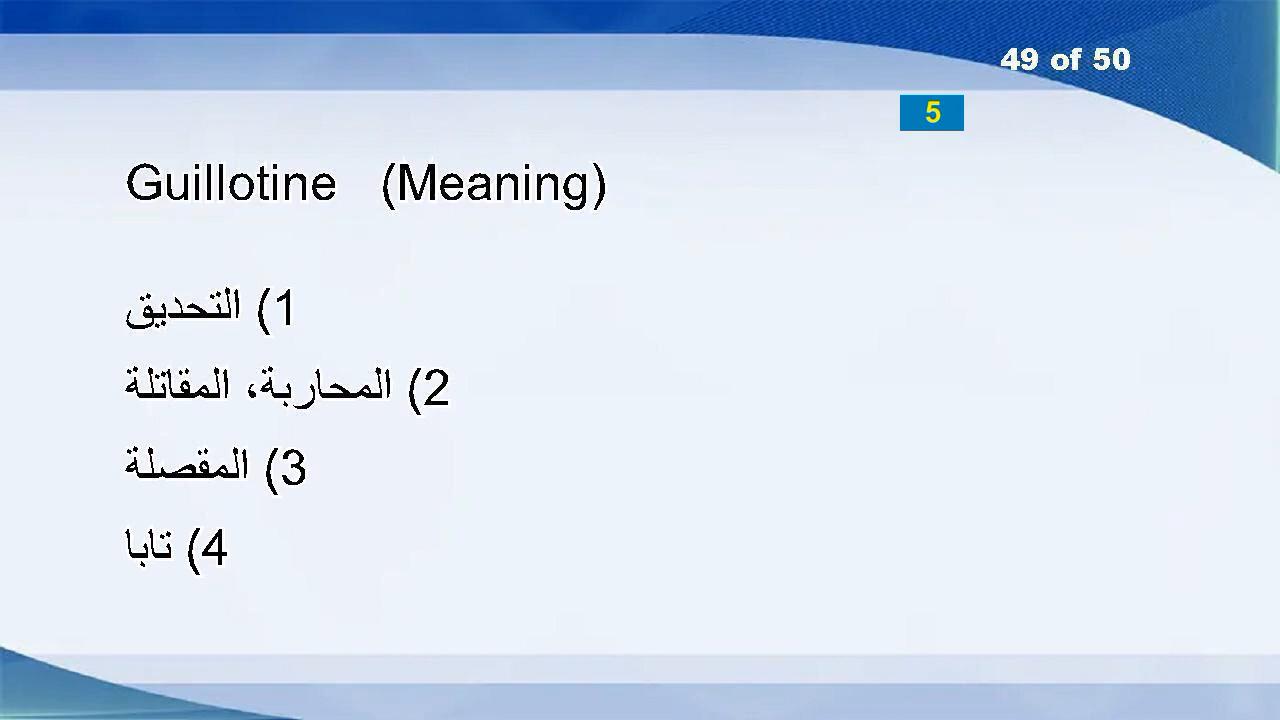 49 of 50
5
Guillotine (Meaning)
1) التحديق
2) المحاربة، المقاتلة
3) المقصلة
4) تابا